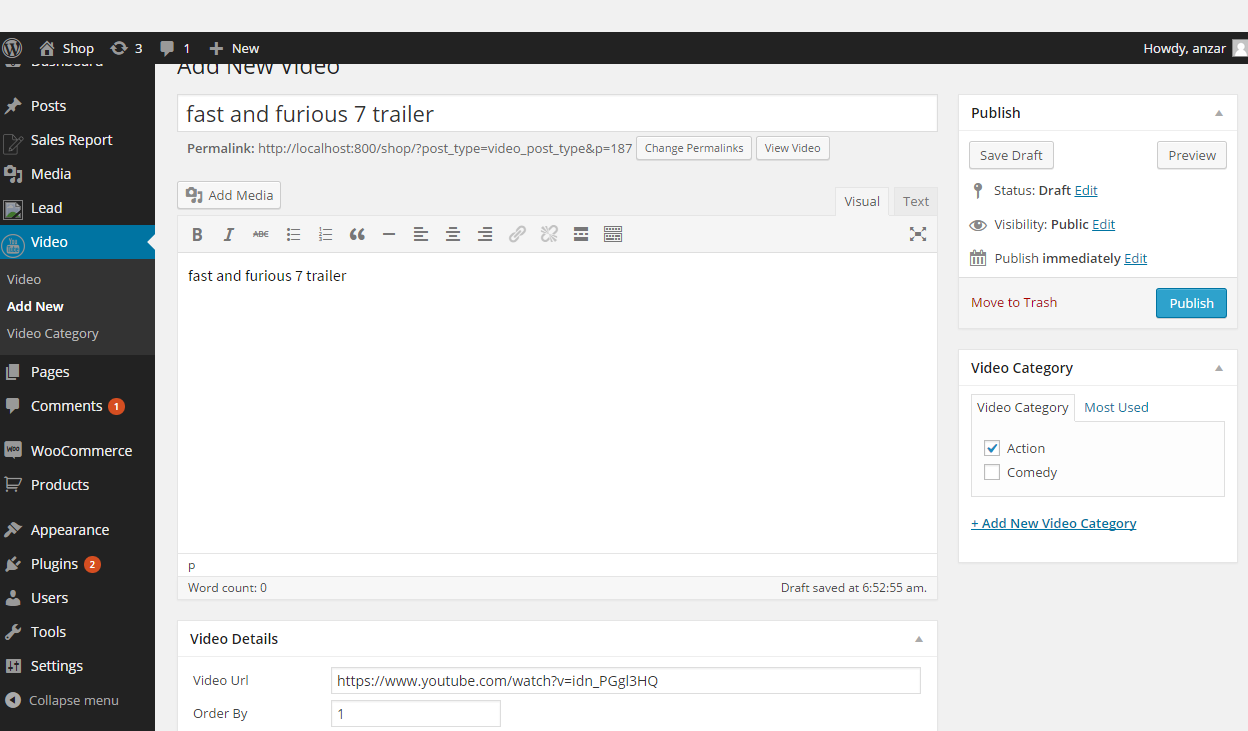 Shop 3 1 New Howdy, anzar
Dashboard
Posts
Sales Report
Media
Lead
Video
Video
Add New
Video Category
Pages
Comments 1
WooCommerce
Products
Appearance
Plugins 2
Users
Tools
Settings
Collapse menu
Add New Video
fast and furious 7 trailer
Permalink: http://localhost:800/shop/?post_type=video_post_type&p=187 Change Permalinks View Video
Add Media
Visual Text
B I ABC
fast and furious 7 trailer
p
Word count: 0 Draft saved at 6:52:55 am.
Video Details
Video Url https://www.youtube.com/watch?v=idn_PGgl3HQ
Order By 1
Publish
Save Draft Preview
Status: Draft Edit
Visibility: Public Edit
Publish immediately Edit
Move to Trash Publish
Video Category
Video Category Most Used
Action
Comedy
+ Add New Video Category